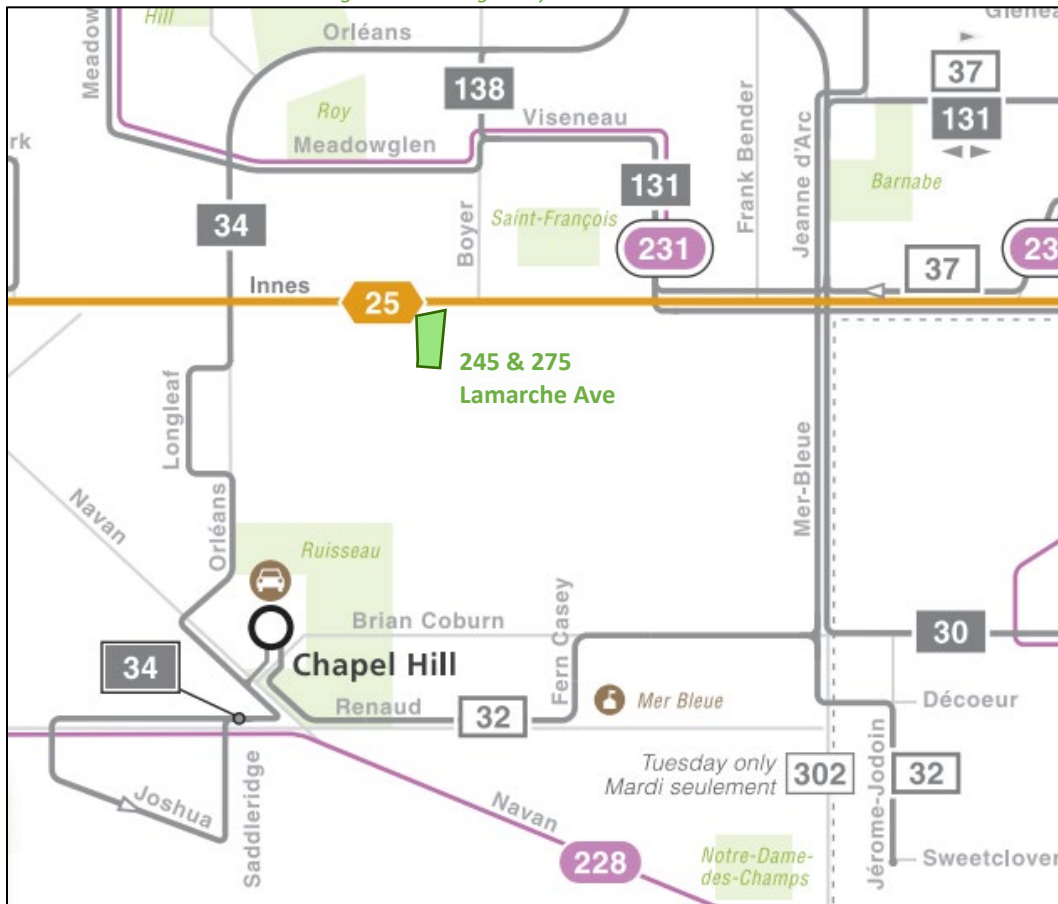 Hill
Orléans
Glene
Meadow
138
37
131
Roy
Viseneau
Meadowglen
rk
Frank Bender
Jeanne d'Arc
131
Barnabe
34
Boyer
Saint-François
231
37
23
Innes
25
245 & 275
Lamarche Ave
Longleaf
Mer-Bleue
Navan
Orléans
Ruisseau
Brian Coburn
Fern Casey
30
Chapel Hill
34
Renaud
32
Mer Bleue
Décoeur
Tuesday only
Mardi seulement
302
32
Joshua
Saddleridge
Navan
Jérome-Jodoin
228
Notre-Dame-
des-Champs
Sweetclover